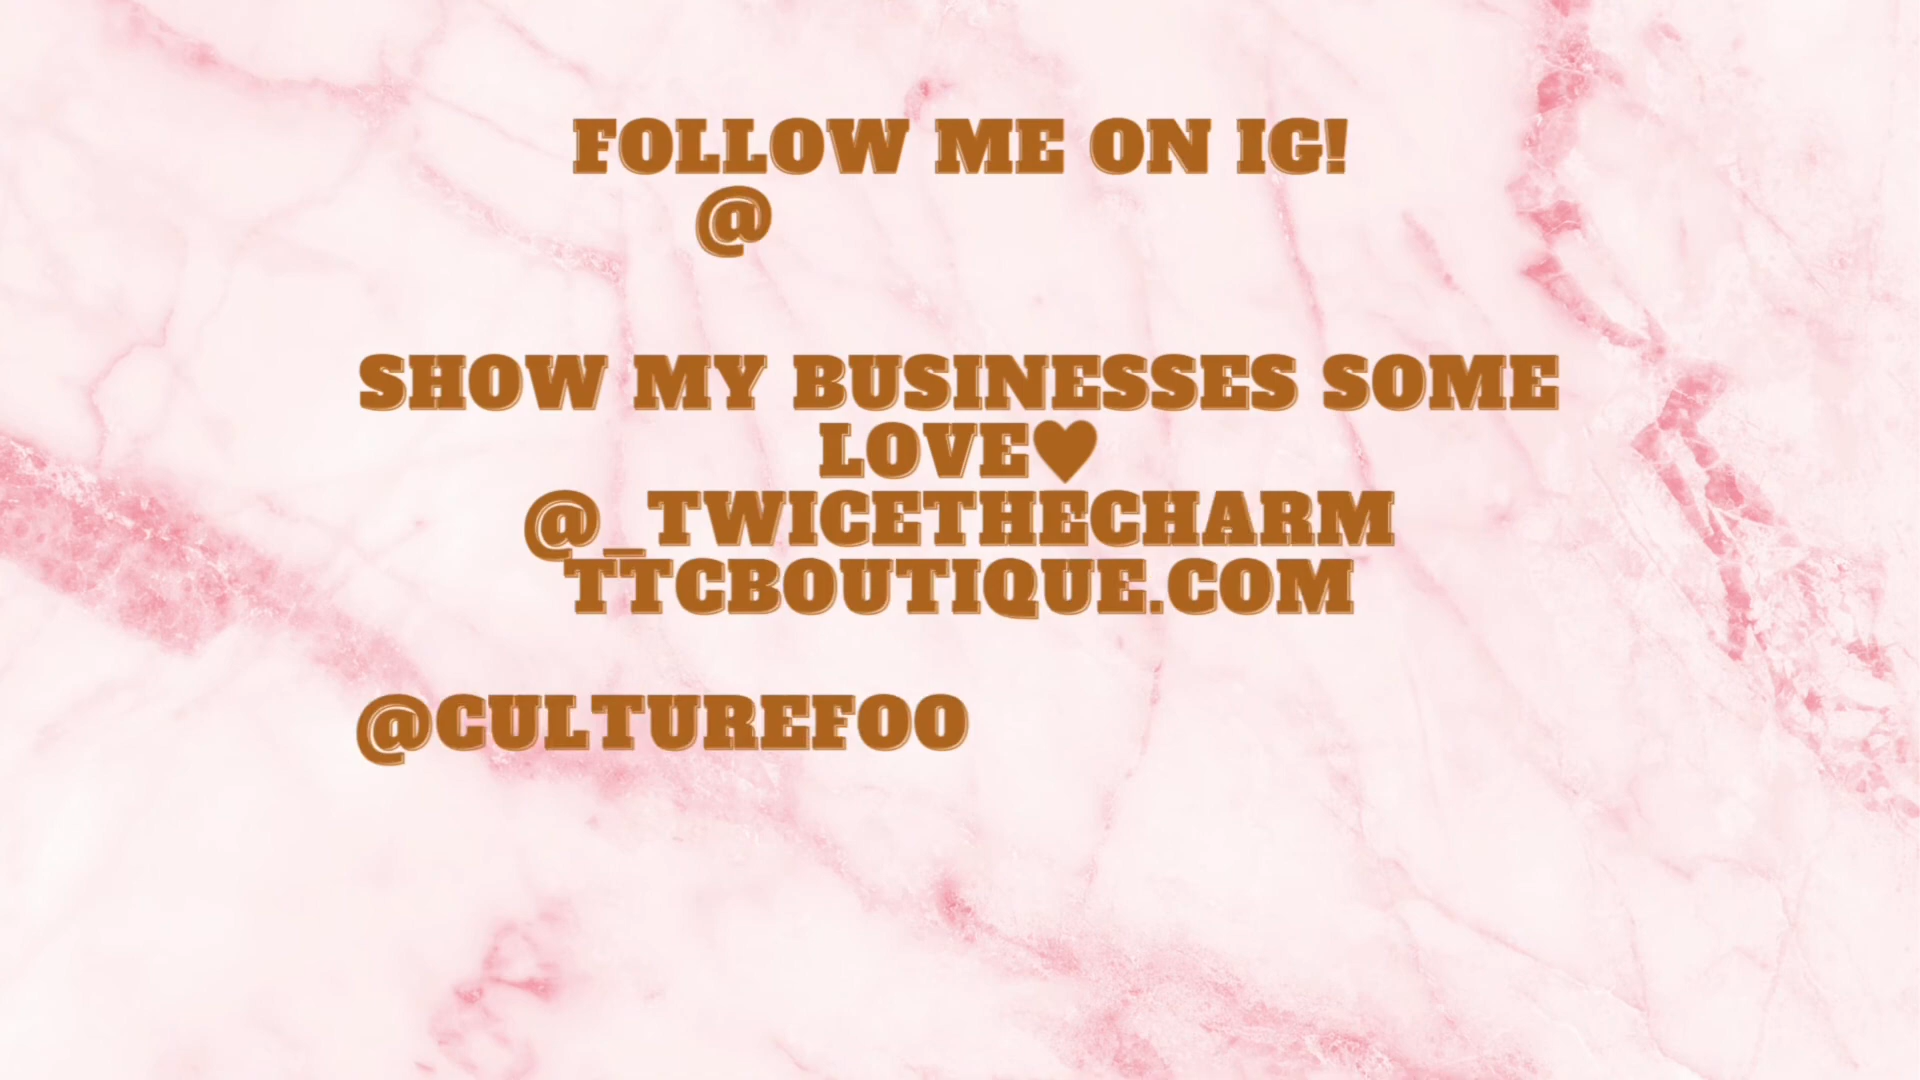 FOLLOW ME ON IG!
@
SHOW MY BUSINESSES SOME
LOVE♥
@_TWICETHECHARM
TTCBOUTIQUE.COM
@CULTUREFOO